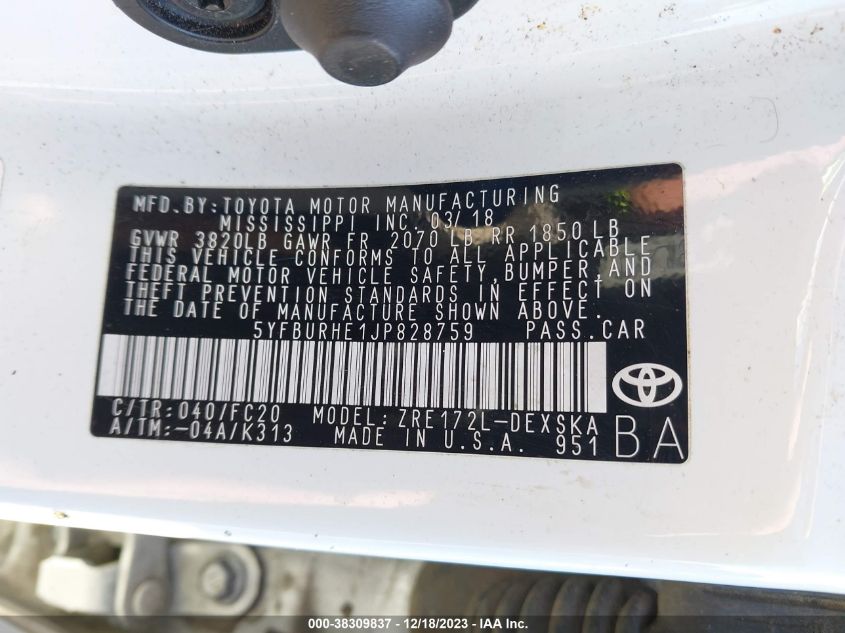 MFD.BY:TOYOTA MOTOR MANUFACTURING
MISSISSIPPI INC. 03/18
GVWR 3820LB GAWR FR 2070 LB RR 1850 LB
THIS VEHICLE CONFORMS TO ALL APPLICABLE
FEDERAL MOTOR VEHICLE SAFETY,BUMPER,AND
THEFT PREVENTION STANDARDS IN EFFECT ON
THE DATE OF MANUFACTURE SHOWN ABOVE.
5YFBURHE1JP828759 PASS.CAR
C/TR:040/FC20 MODEL:ZRE172L-DEXSKA
A/TM:-04A/K313 MADE IN U.S.A. 951 BA
000-38309837 - 12/18/2023 - IAA Inc.